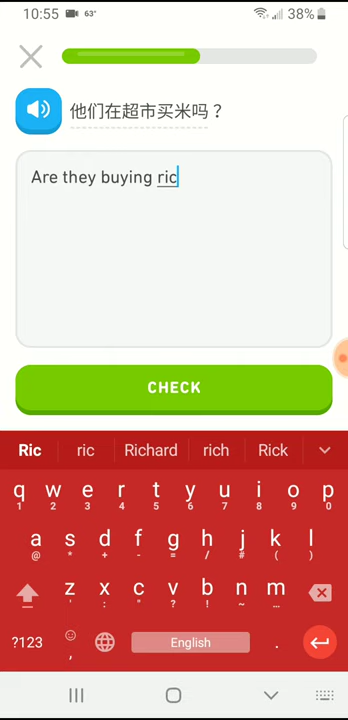 10:55 63° 38%
他们在超市买米吗？
Are they buying ric
CHECK
Ric ric Richard rich Rick
q w e r t y u i o p
1 2 3 4 5 6 7 8 9 0
a s d f g h j k l
@ * + - = / # ( )
z x c v b n m
' : " ? ! ~ …
?123 , English .